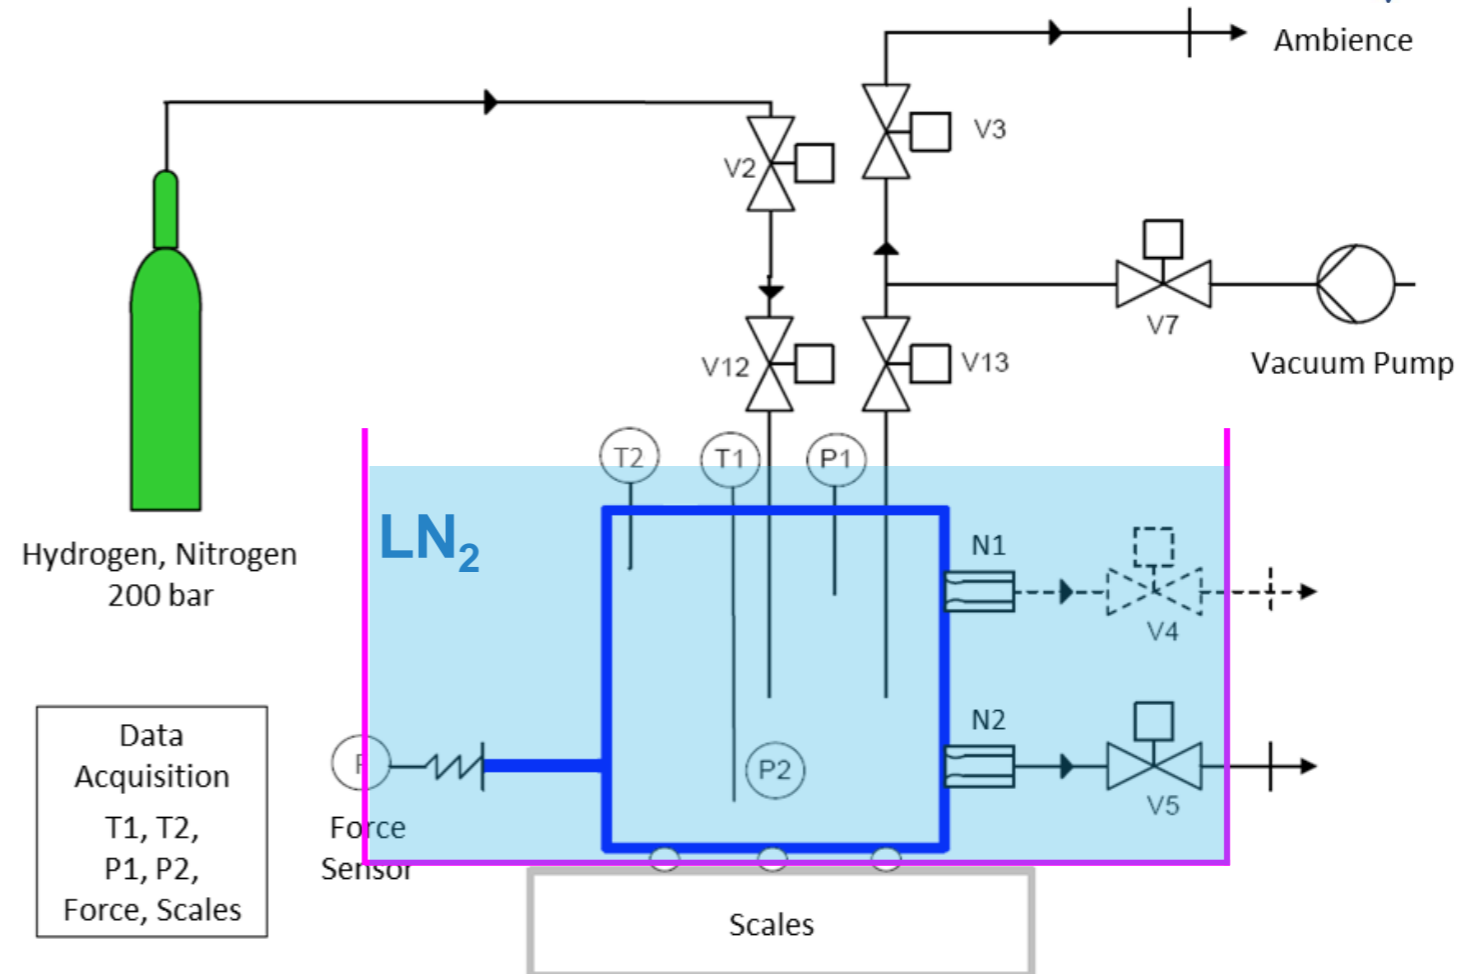 Ambience
V3
V2
V7
Vacuum Pump
V12
V13
T2
T1
P1
LN2
Hydrogen, Nitrogen
200 bar
N1
V4
N2
P2
V5
Data
Acquisition
T1, T2,
P1, P2,
Force, Scales
F
Force
Sensor
Scales